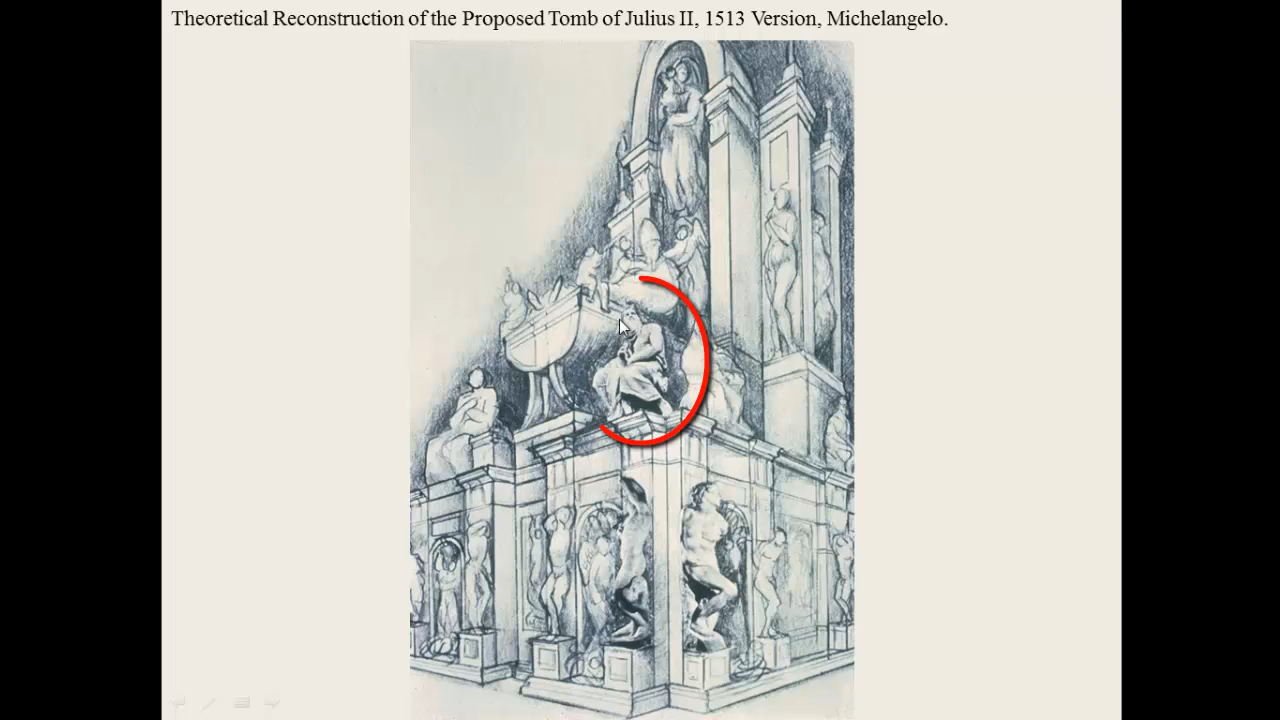 Theoretical Reconstruction of the Proposed Tomb of Julius II, 1513 Version, Michelangelo.